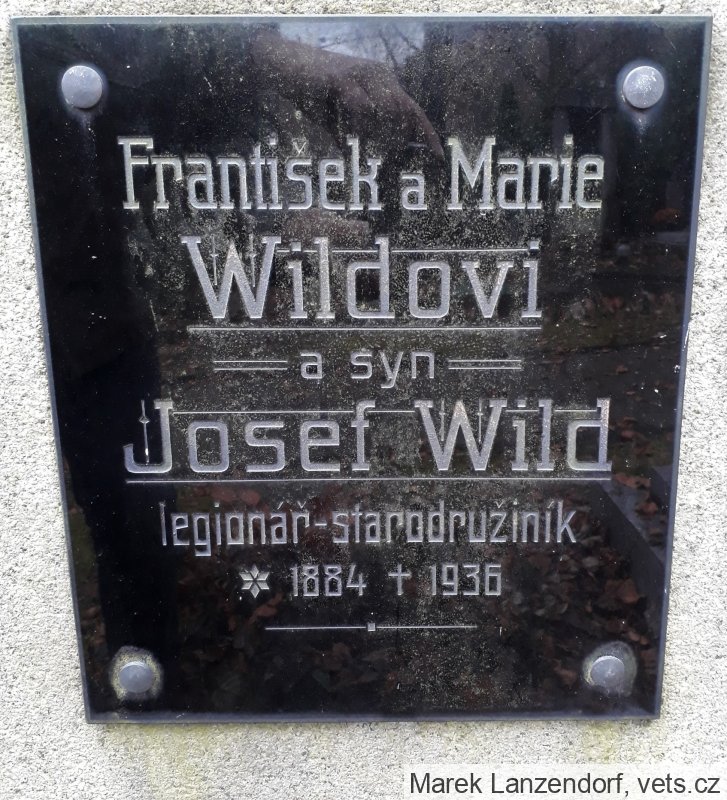 František a Marie
Wildovi
a syn
Josef Wild
legionář-starodružiník
✲ 1884 † 1936
Marek Lanzendorf, vets.cz